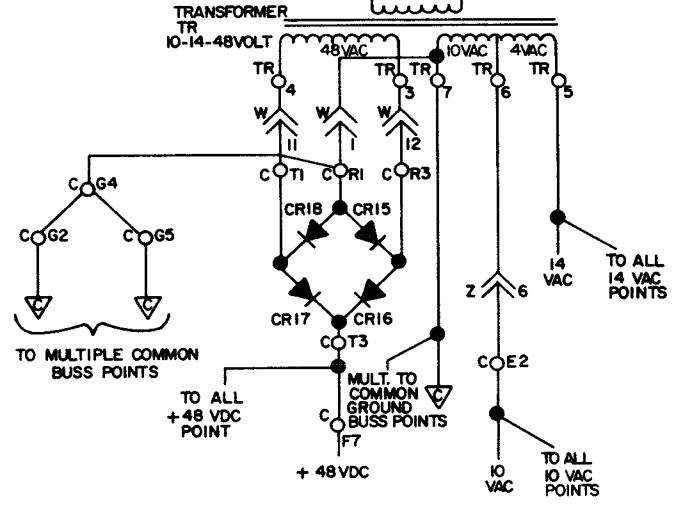 TRANSFORMER
TR
10-14-48VOLT
48VAC
10VAC
4VAC
TR
4
TR
3
TR
7
TR
6
TR
5
W
11
W
1
W
12
C T1
C R1
C R3
C G4
C G2
C G5
C
C
CR18
CR15
CR17
CR16
TO MULTIPLE COMMON
BUSS POINTS
C T3
TO ALL
+48 VDC
POINT
C
F7
+48VDC
MULT. TO
COMMON
GROUND
BUSS POINTS
C
Z 6
C E2
14
VAC
TO ALL
14 VAC
POINTS
10
VAC
TO ALL
10 VAC
POINTS